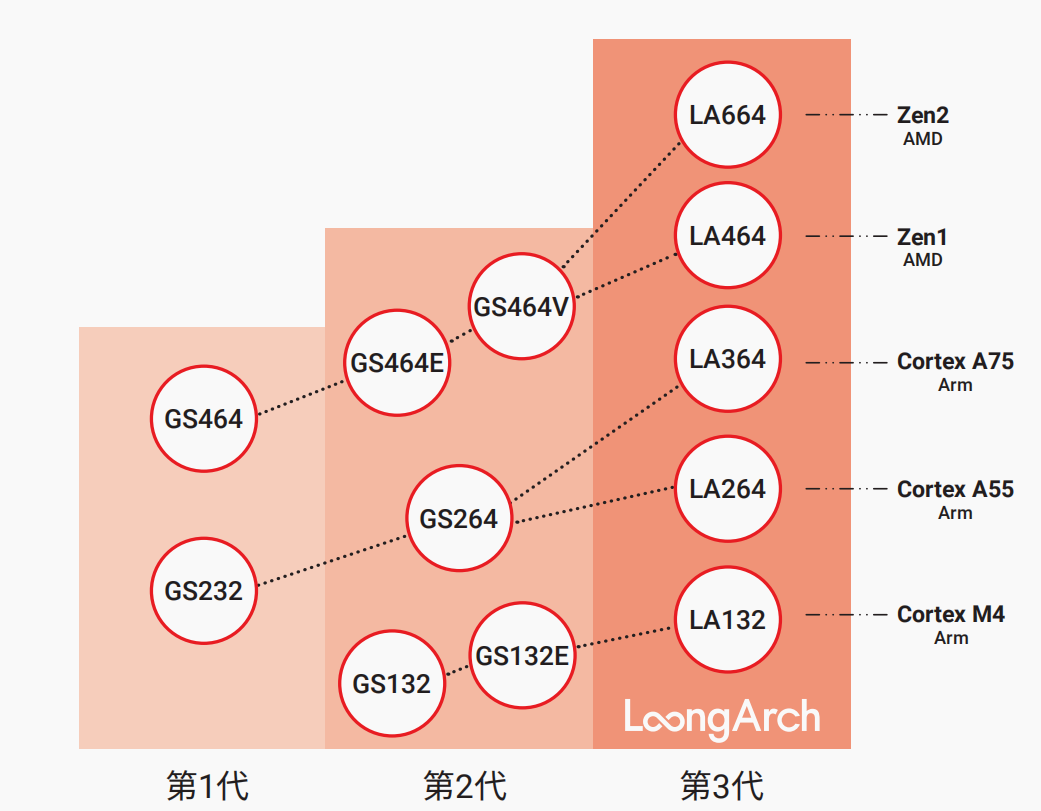 LA664
Zen2
AMD
LA464
Zen1
AMD
GS464V
GS464E
LA364
Cortex A75
Arm
GS464
GS264
LA264
Cortex A55
Arm
GS232
LA132
Cortex M4
Arm
GS132E
GS132
LoongArch
第1代
第2代
第3代